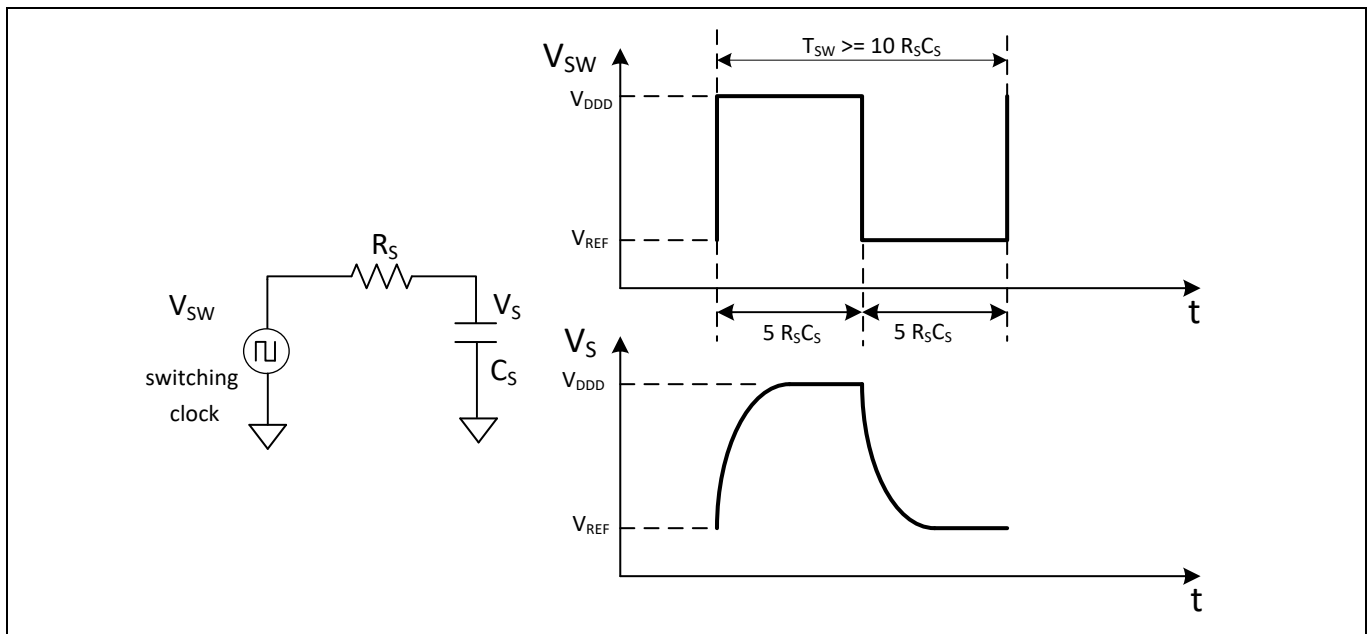 T_SW >= 10 R_SC_S
V_SW
V_DDD
V_REF
t
5 R_SC_S
5 R_SC_S
R_S
V_SW
V_S
C_S
switching
clock
V_S
V_DDD
V_REF
t